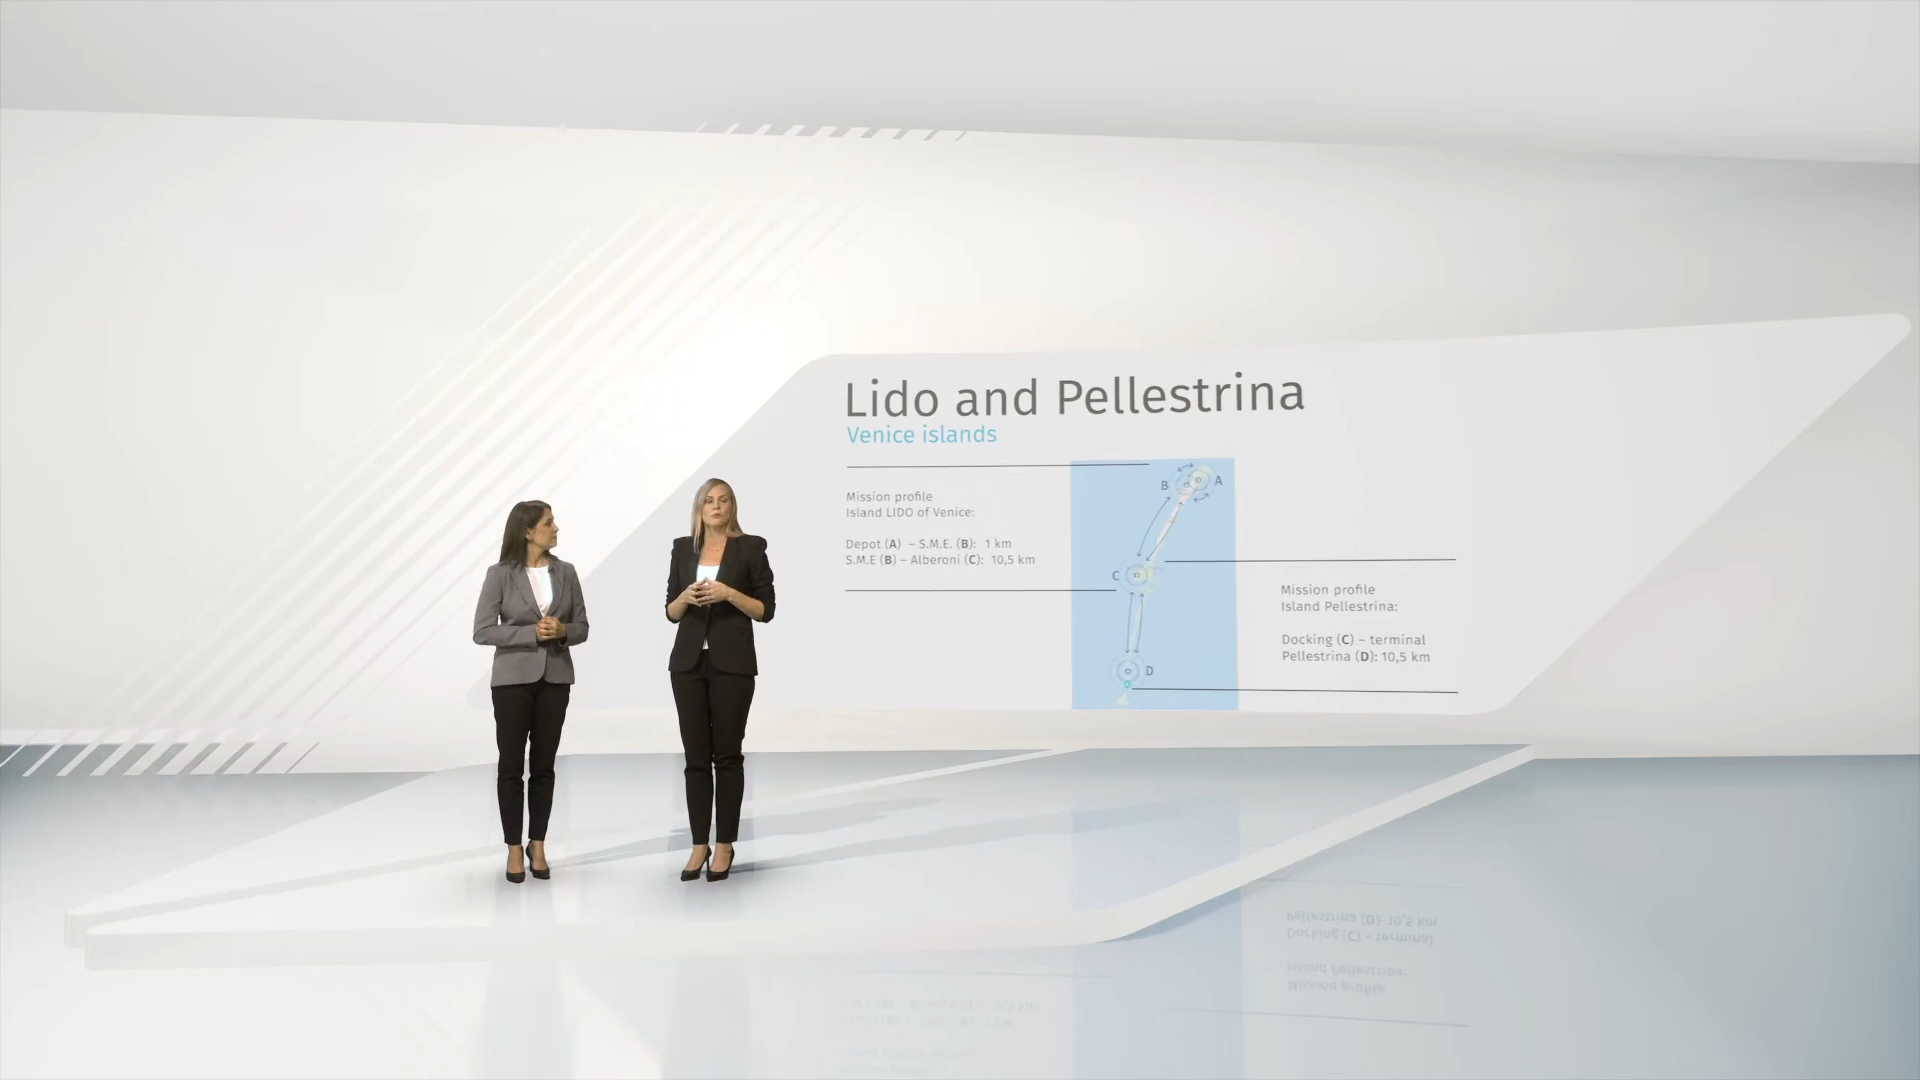 Lido and Pellestrina
Venice islands
Mission profile
Island LIDO of Venice:
Depot (A) – S.M.E. (B): 1 km
S.M.E (B) – Alberoni (C): 10,5 km
B
A
C
D
Mission profile
Island Pellestrina:
Docking (C) – terminal
Pellestrina (D): 10,5 km